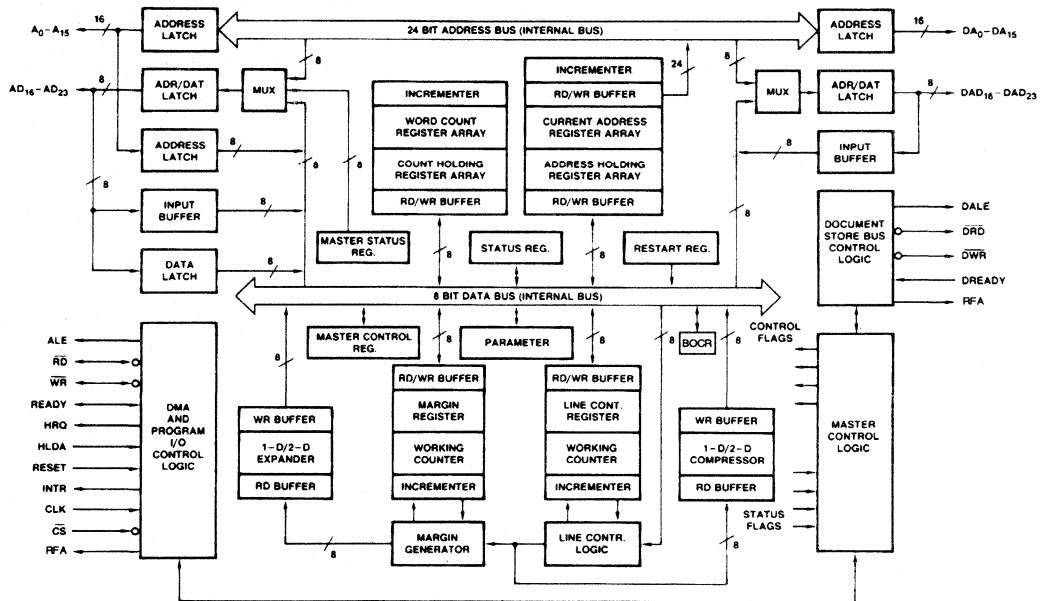 A0–A15
16
ADDRESS
LATCH
24 BIT ADDRESS BUS (INTERNAL BUS)
ADDRESS
LATCH
16
DA0–DA15
AD16–AD23
8
ADR/DAT
LATCH
MUX
8
24
8
MUX
ADR/DAT
LATCH
8
DAD16–DAD23
INCREMENTER
WORD COUNT
REGISTER ARRAY
COUNT HOLDING
REGISTER ARRAY
RD/WR BUFFER
INCREMENTER
RD/WR BUFFER
CURRENT ADDRESS
REGISTER ARRAY
ADDRESS HOLDING
REGISTER ARRAY
RD/WR BUFFER
ADDRESS
LATCH
8
8
8
8
INPUT
BUFFER
8
INPUT
BUFFER
8
8
DATA
LATCH
8
MASTER STATUS
REG.
8
STATUS REG.
8
RESTART REG.
DOCUMENT
STORE BUS
CONTROL
LOGIC
DALE
DRD
DWR
DREADY
RFA
8 BIT DATA BUS (INTERNAL BUS)
ALE
RD
WR
READY
HRQ
HLDA
RESET
INTR
CLK
CS
RFA
DMA
AND
PROGRAM
I/O
CONTROL
LOGIC
8
MASTER CONTROL
REG.
8
PARAMETER
8
8
BOCR
8
CONTROL
FLAGS
WR BUFFER
1-D/2-D
EXPANDER
RD BUFFER
RD/WR BUFFER
MARGIN
REGISTER
WORKING
COUNTER
INCREMENTER
RD/WR BUFFER
LINE CONT.
REGISTER
WORKING
COUNTER
INCREMENTER
WR BUFFER
1-D/2-D
COMPRESSOR
RD BUFFER
MASTER
CONTROL
LOGIC
STATUS
FLAGS
8
MARGIN
GENERATOR
LINE CONTR.
LOGIC
8